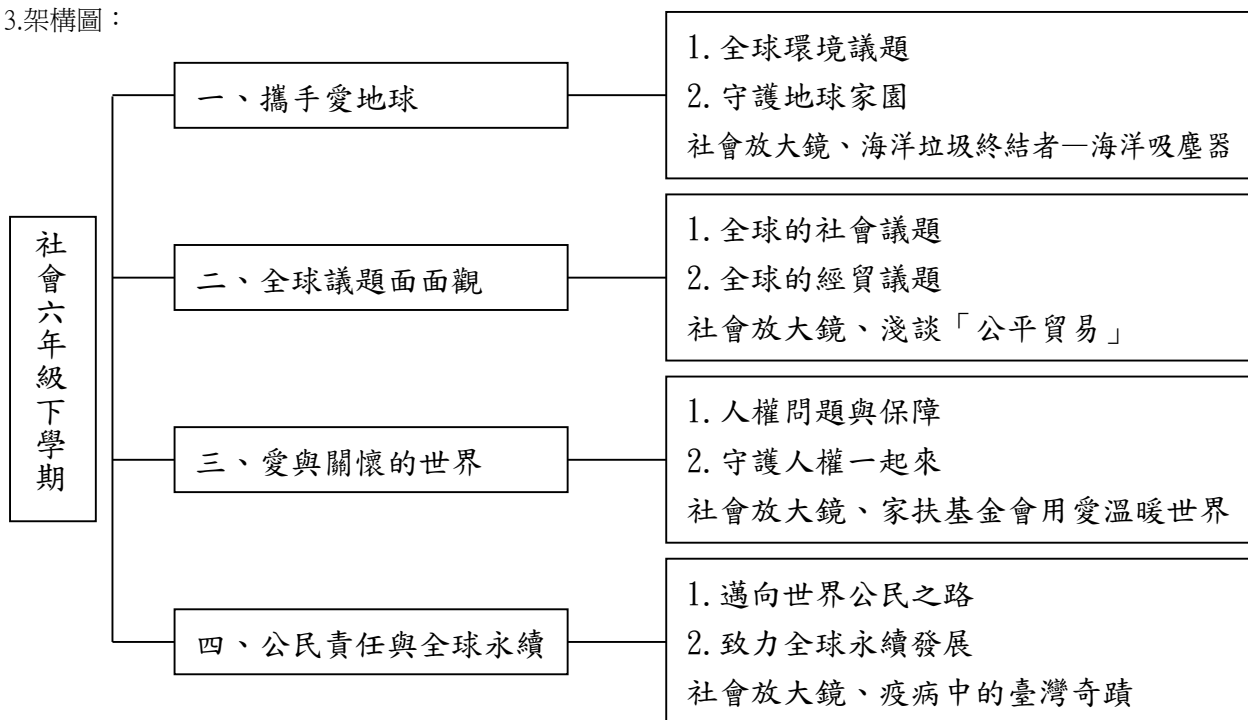 3.架構圖：
社會六年級下學期
一、攜手愛地球
1.全球環境議題
2.守護地球家園
社會放大鏡、海洋垃圾終結者—海洋吸塵器
二、全球議題面面觀
1.全球的社會議題
2.全球的經貿議題
社會放大鏡、淺談「公平貿易」
三、愛與關懷的世界
1.人權問題與保障
2.守護人權一起來
社會放大鏡、家扶基金會用愛溫暖世界
四、公民責任與全球永續
1.邁向世界公民之路
2.致力全球永續發展
社會放大鏡、疫病中的臺灣奇蹟